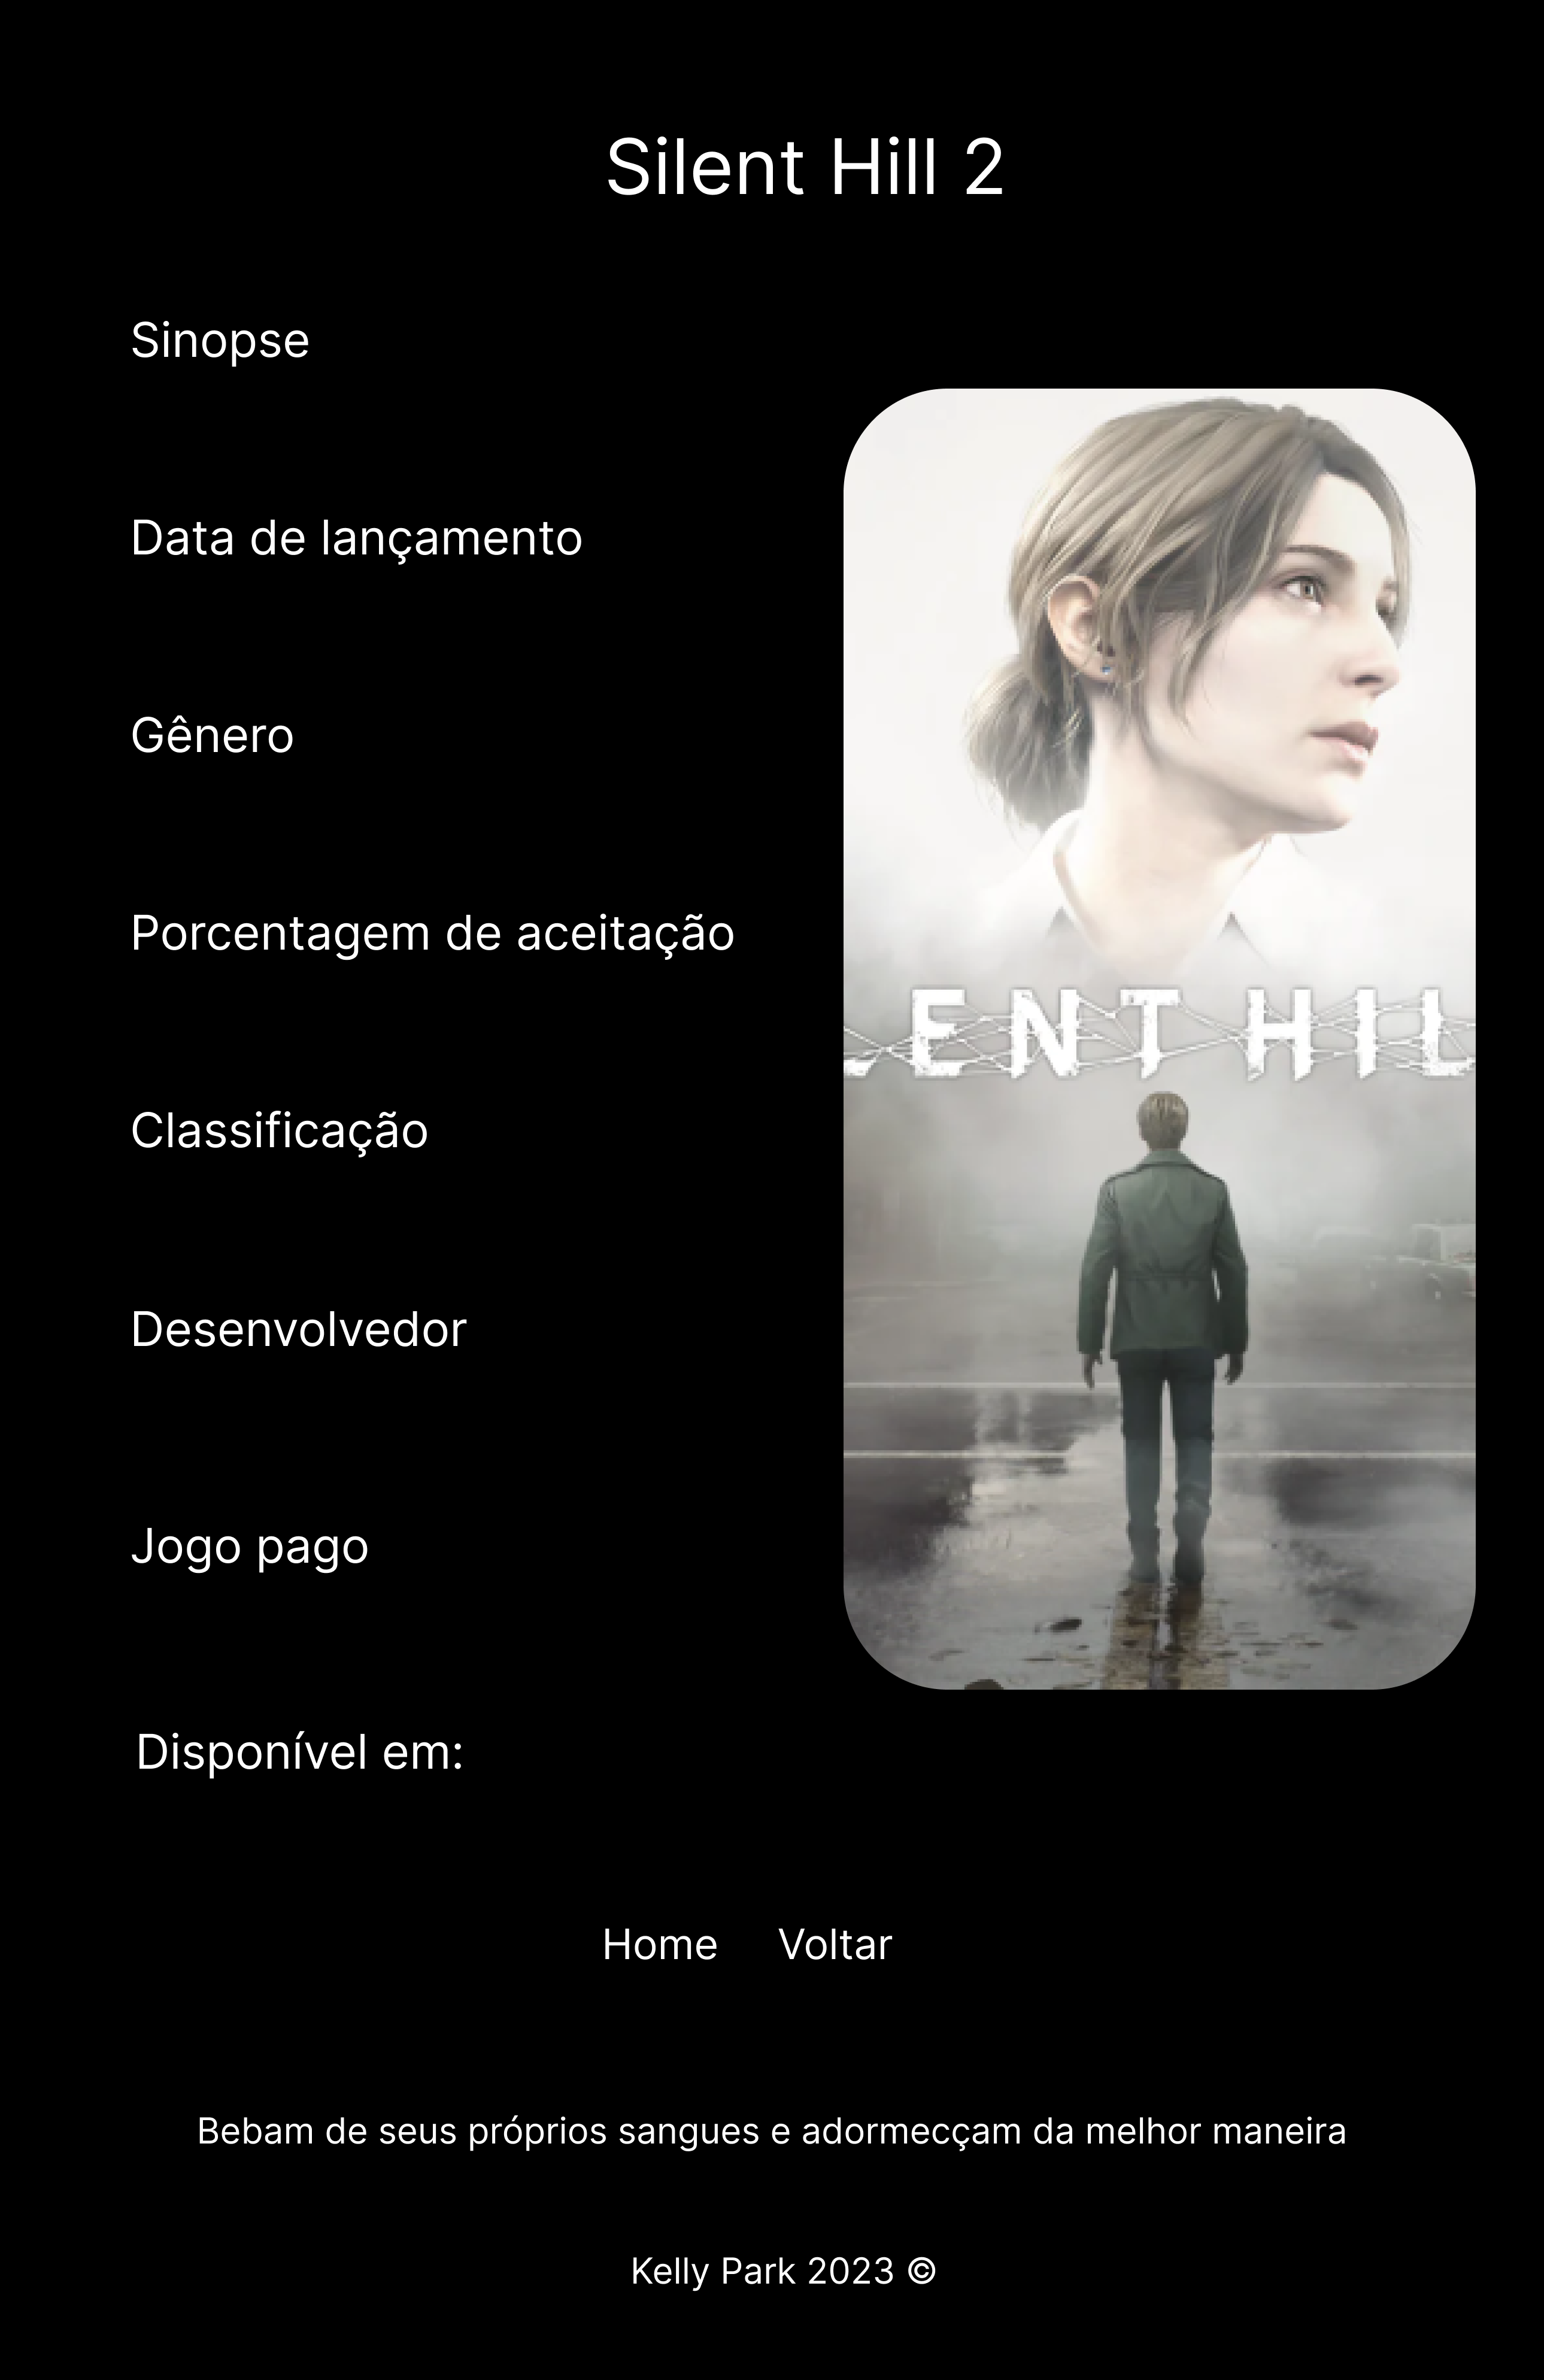 Silent Hill 2
Sinopse
Data de lançamento
Gênero
Porcentagem de aceitação
ENT HIL
Classificação
Desenvolvedor
Jogo pago
Disponível em:
Home Voltar
Bebam de seus próprios sangues e adormecçam da melhor maneira
Kelly Park 2023 ©